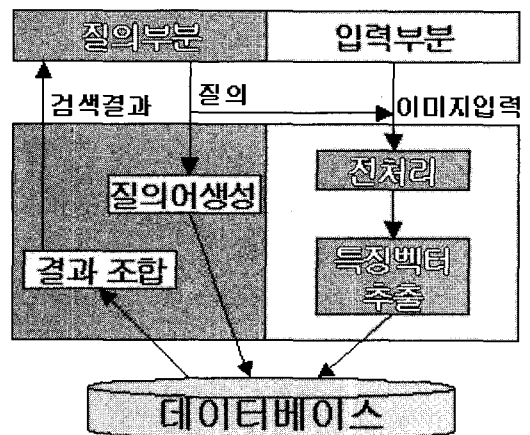 질의부분
입력부분
검색결과
질의
이미지입력
전처리
질의어생성
결과 조합
특징벡터
추출
데이터베이스